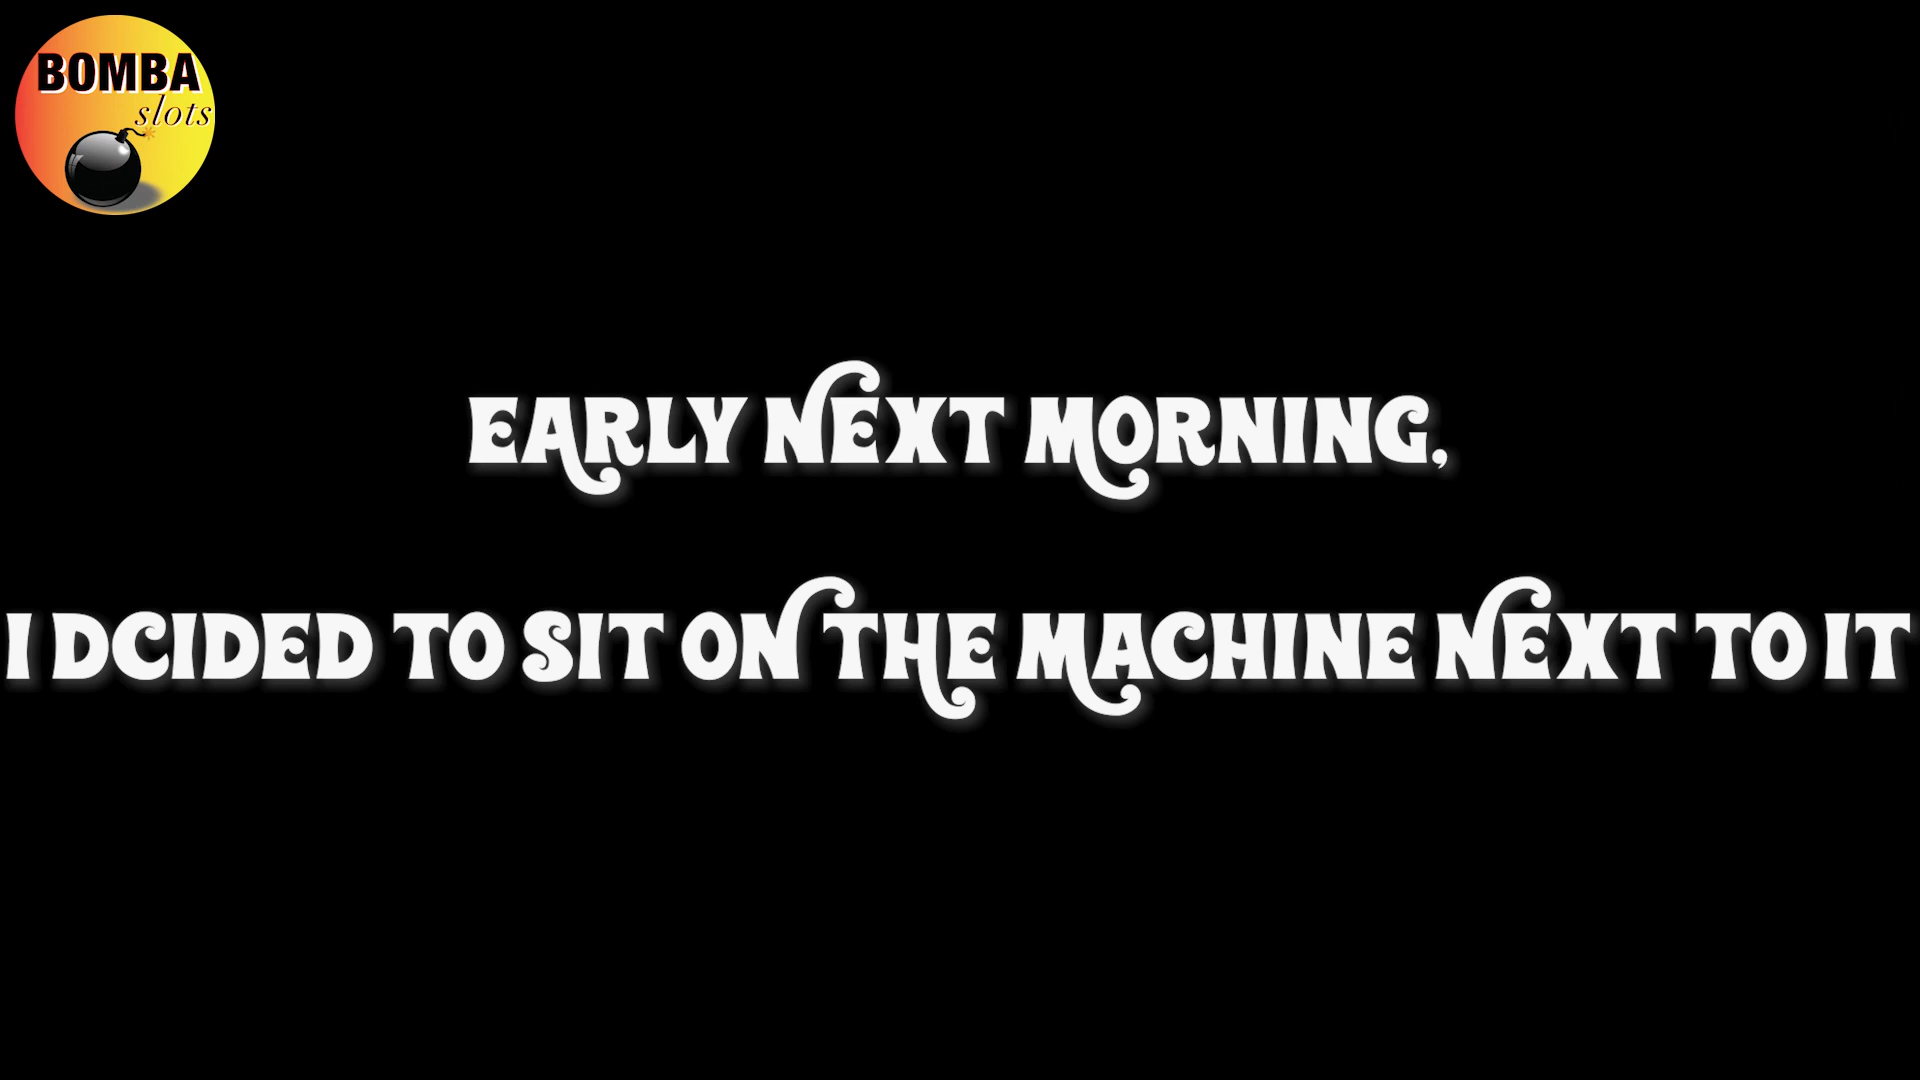 BOMBA
slots
EARLY NEXT MORNING,
I DCIDED TO SIT ON THE MACHINE NEXT TO IT